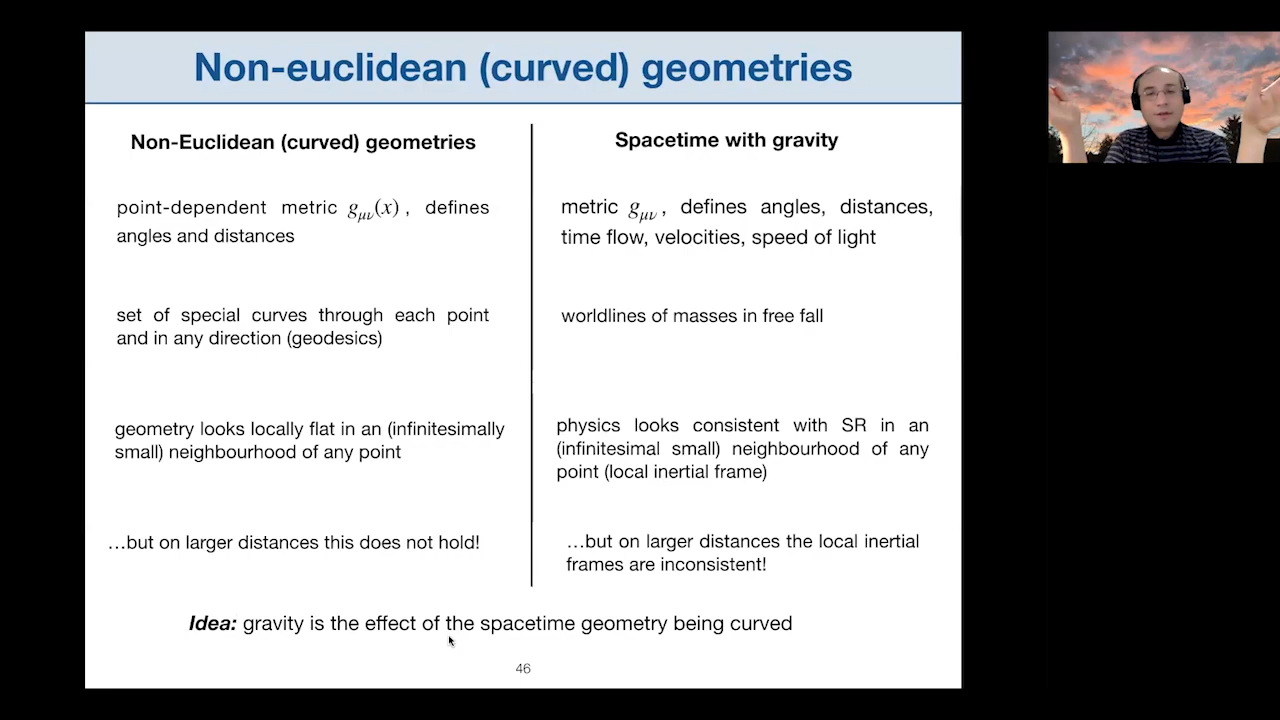 Non-euclidean (curved) geometries
Non-Euclidean (curved) geometries
point-dependent metric gμν(x), defines
angles and distances
set of special curves through each point
and in any direction (geodesics)
geometry looks locally flat in an (infinitesimally
small) neighbourhood of any point
…but on larger distances this does not hold!
Spacetime with gravity
metric gμν, defines angles, distances,
time flow, velocities, speed of light
worldlines of masses in free fall
physics looks consistent with SR in an
(infinitesimal small) neighbourhood of any
point (local inertial frame)
…but on larger distances the local inertial
frames are inconsistent!
Idea: gravity is the effect of the spacetime geometry being curved
46